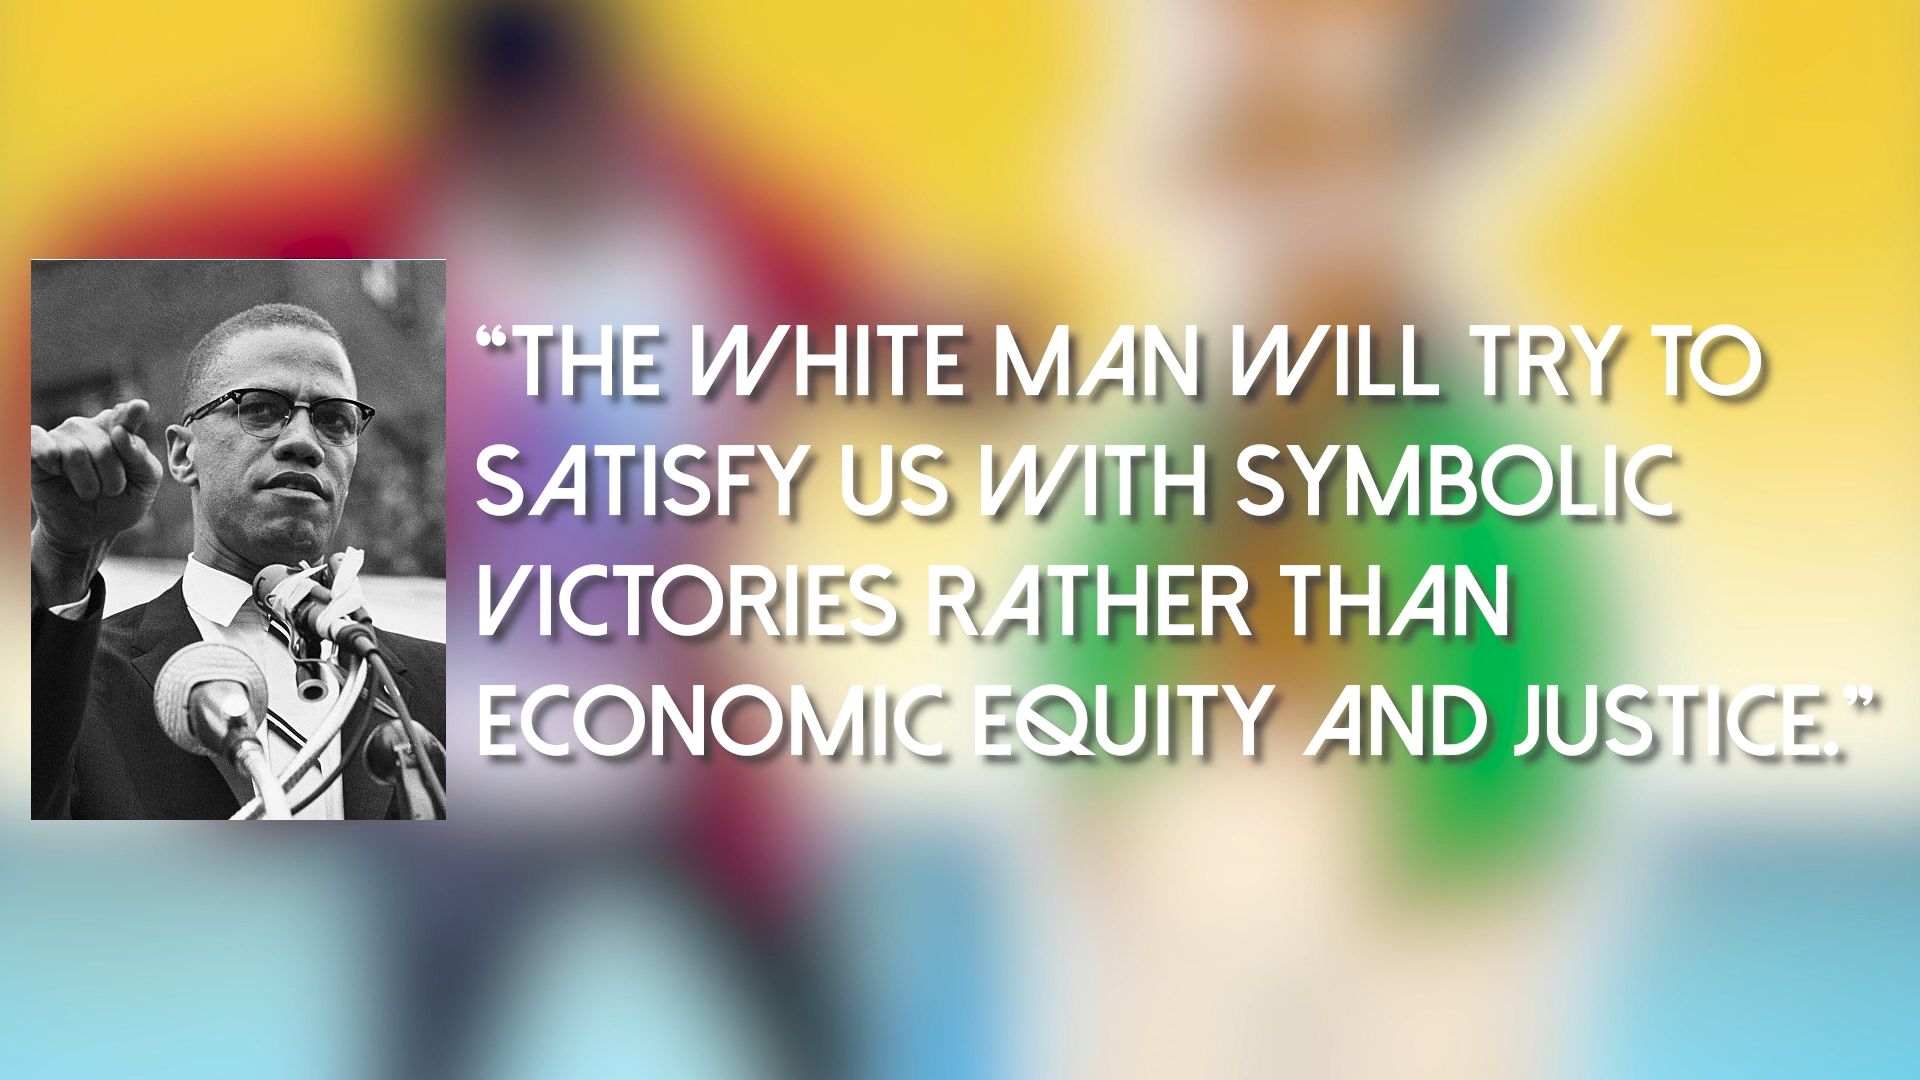 “THE WHITE MAN WILL TRY TO
SATISFY US WITH SYMBOLIC
VICTORIES RATHER THAN
ECONOMIC EQUITY AND JUSTICE.”